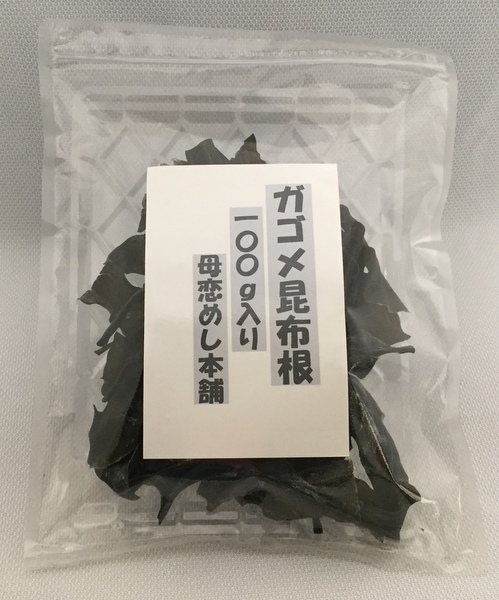 ガゴメ昆布根
一〇〇g入り
母恋めし本舗